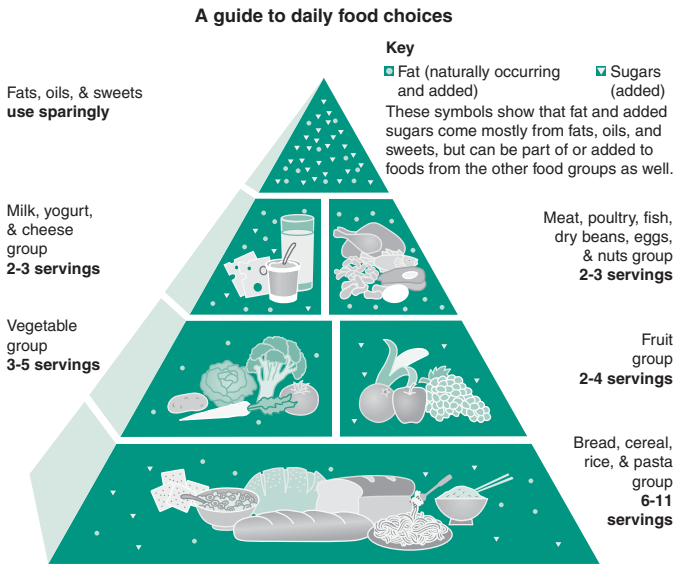 A guide to daily food choices
Key
Fat (naturally occurring
and added)
Sugars
(added)
These symbols show that fat and added
sugars come mostly from fats, oils, and
sweets, but can be part of or added to
foods from the other food groups as well.
Fats, oils, & sweets
use sparingly
Milk, yogurt,
& cheese
group
2-3 servings
Meat, poultry, fish,
dry beans, eggs,
& nuts group
2-3 servings
Vegetable
group
3-5 servings
Fruit
group
2-4 servings
Bread, cereal,
rice, & pasta
group
6-11
servings